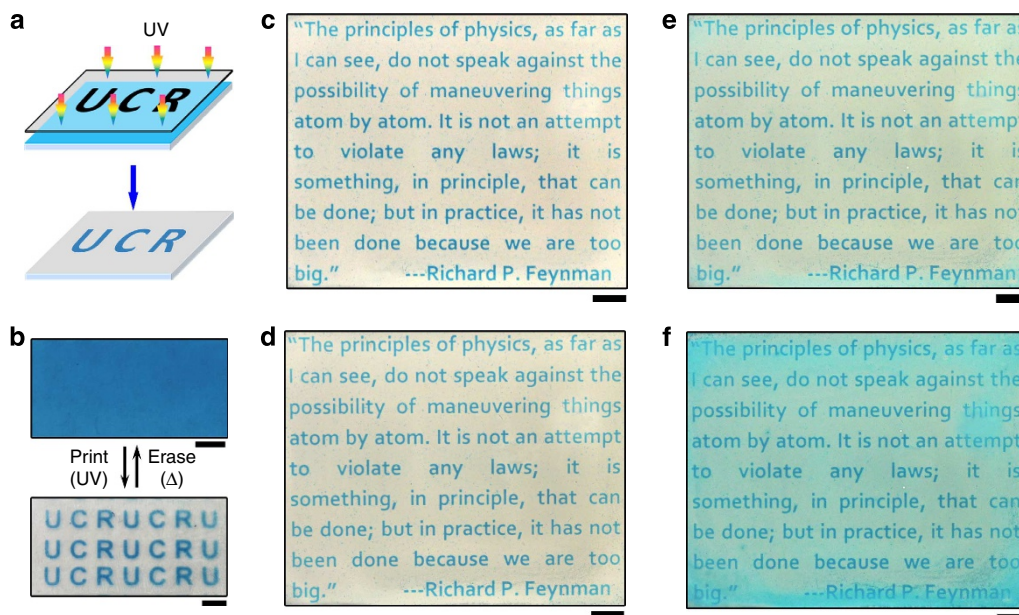 a
UV
UCR
UCR
b
Print
(UV)
Erase
(Δ)
UCRUCRU
UCRUCRU
UCRUCRU
c
“The principles of physics, as far as
I can see, do not speak against the
possibility of maneuvering things
atom by atom. It is not an attempt
to violate any laws; it is
something, in principle, that can
be done; but in practice, it has not
been done because we are too
big.” ---Richard P. Feynman
d
“The principles of physics, as far as
I can see, do not speak against the
possibility of maneuvering things
atom by atom. It is not an attempt
to violate any laws; it is
something, in principle, that can
be done; but in practice, it has not
been done because we are too
big.” ---Richard P. Feynman
e
“The principles of physics, as far as
I can see, do not speak against the
possibility of maneuvering things
atom by atom. It is not an attempt
to violate any laws; it is
something, in principle, that can
be done; but in practice, it has not
been done because we are too
big.” ---Richard P. Feynman
f
“The principles of physics, as far as
I can see, do not speak against the
possibility of maneuvering things
atom by atom. It is not an attempt
to violate any laws; it is
something, in principle, that can
be done; but in practice, it has not
been done because we are too
big.” ---Richard P. Feynman